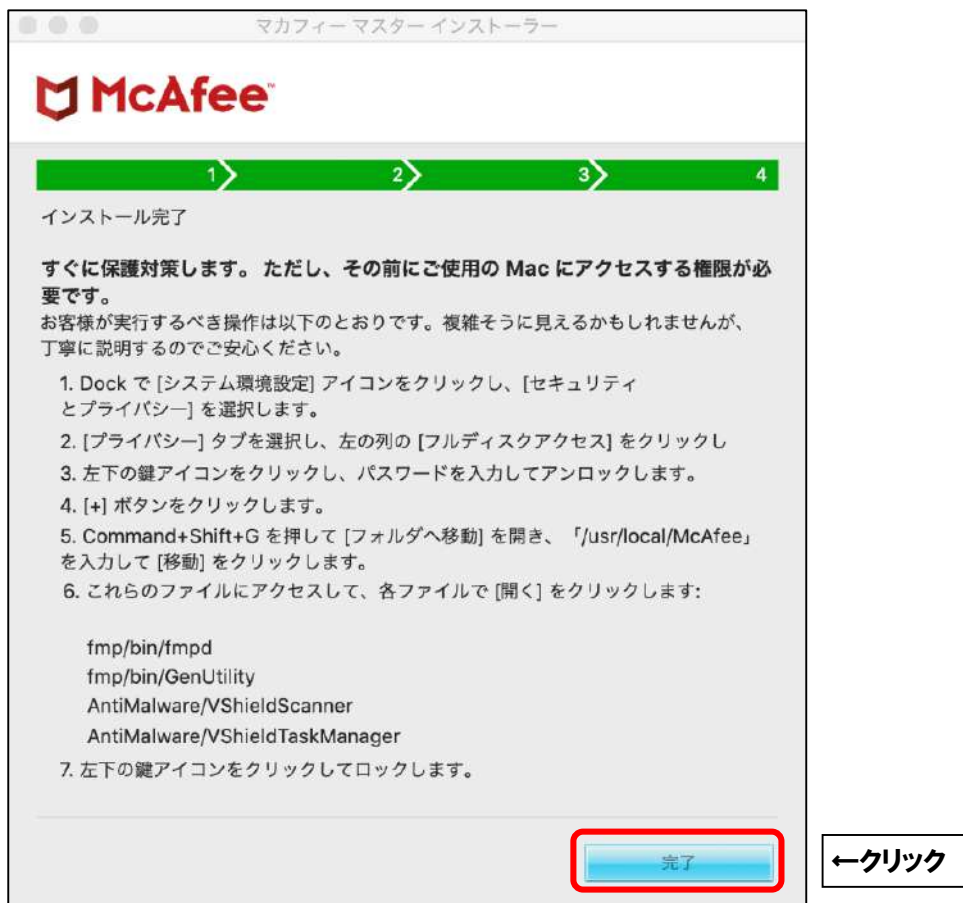 マカフィー マスター インストーラー
McAfee™
1 2 3 4
インストール完了
すぐに保護対策します。 ただし、その前にご使用の Mac にアクセスする権限が必
要です。
お客様が実行するべき操作は以下のとおりです。複雑そうに見えるかもしれませんが、
丁寧に説明するのでご安心ください。
1. Dock で [システム環境設定] アイコンをクリックし、[セキュリティ
とプライバシー] を選択します。
2. [プライバシー] タブを選択し、左の列の [フルディスクアクセス] をクリックし
3. 左下の鍵アイコンをクリックし、パスワードを入力してアンロックします。
4. [+] ボタンをクリックします。
5. Command+Shift+G を押して [フォルダへ移動] を開き、「/usr/local/McAfee」
を入力して [移動] をクリックします。
6. これらのファイルにアクセスして、各ファイルで [開く] をクリックします:
fmp/bin/fmpd
fmp/bin/GenUtility
AntiMalware/VShieldScanner
AntiMalware/VShieldTaskManager
7. 左下の鍵アイコンをクリックしてロックします。
完了
←クリック